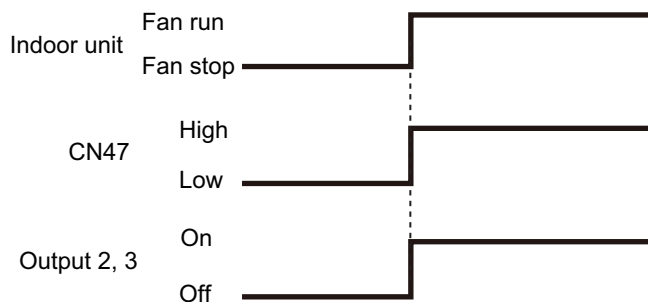 Fan run
Indoor unit
Fan stop
High
CN47
Low
On
Output 2, 3
Off